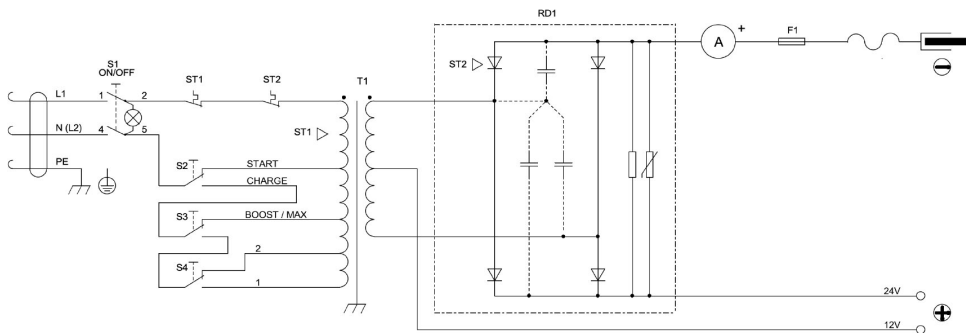 RD1
S1
ON/OFF
ST1
ST2
T1
ST2
A
+
F1
L1
1
2
N (L2)
4
5
ST1
PE
S2
START
CHARGE
S3
BOOST / MAX
S4
2
1
24V
12V